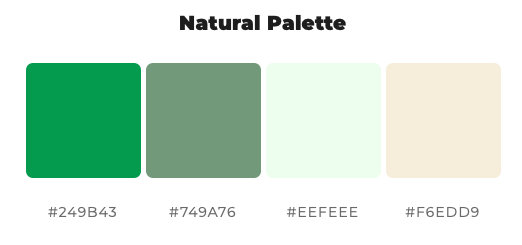 Natural Palette
#249B43
#749A76
#EEFEEE
#F6EDD9